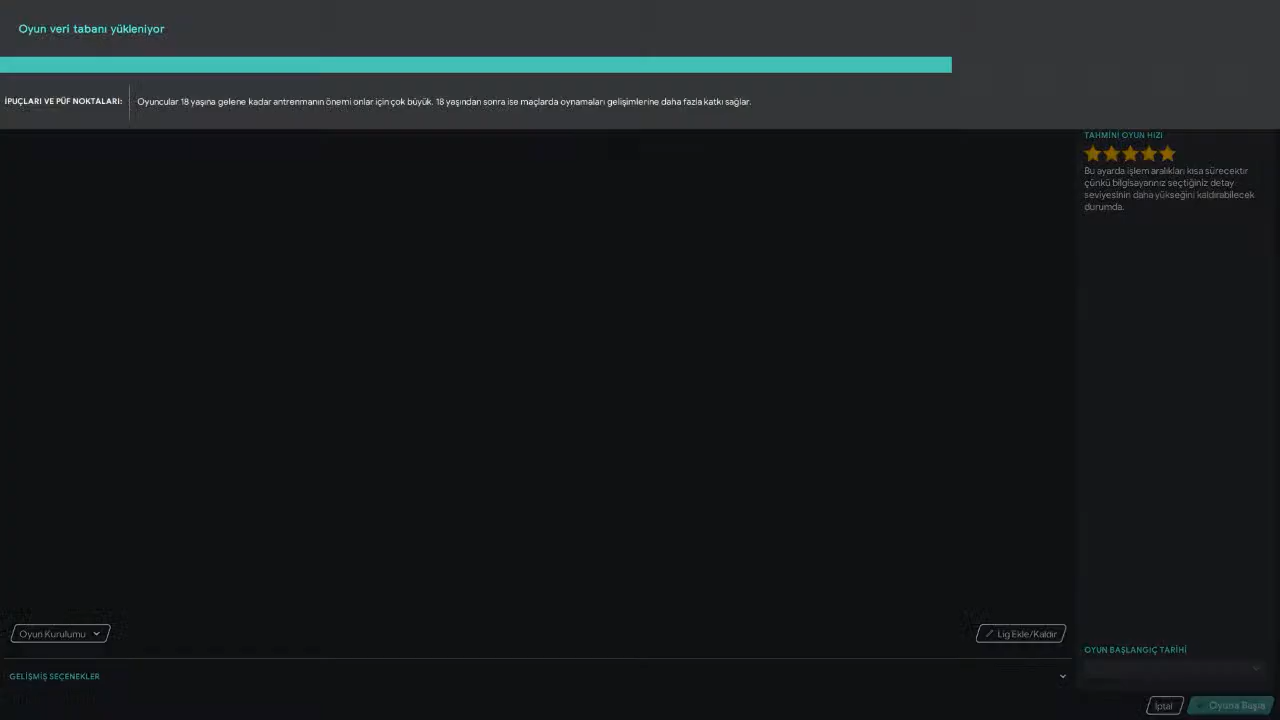 Oyun veri tabanı yükleniyor
İPUÇLARI VE PÜF NOKTALARI:
Oyuncular 18 yaşına gelene kadar antrenmanın önemi onlar için çok büyük. 18 yaşından sonra ise maçlarda oynamaları gelişimlerine daha fazla katkı sağlar.
TAHMİNİ OYUN HIZI
Bu ayarda işlem aralıkları kısa sürecektir
çünkü bilgisayarınız seçtiğiniz detay
seviyesinin daha yükseğini kaldırabilecek
durumda.
Oyun Kurulumu
Lig Ekle/Kaldır
OYUN BAŞLANGIÇ TARİHİ
GELİŞMİŞ SEÇENEKLER
İptal
Oyuna Başla